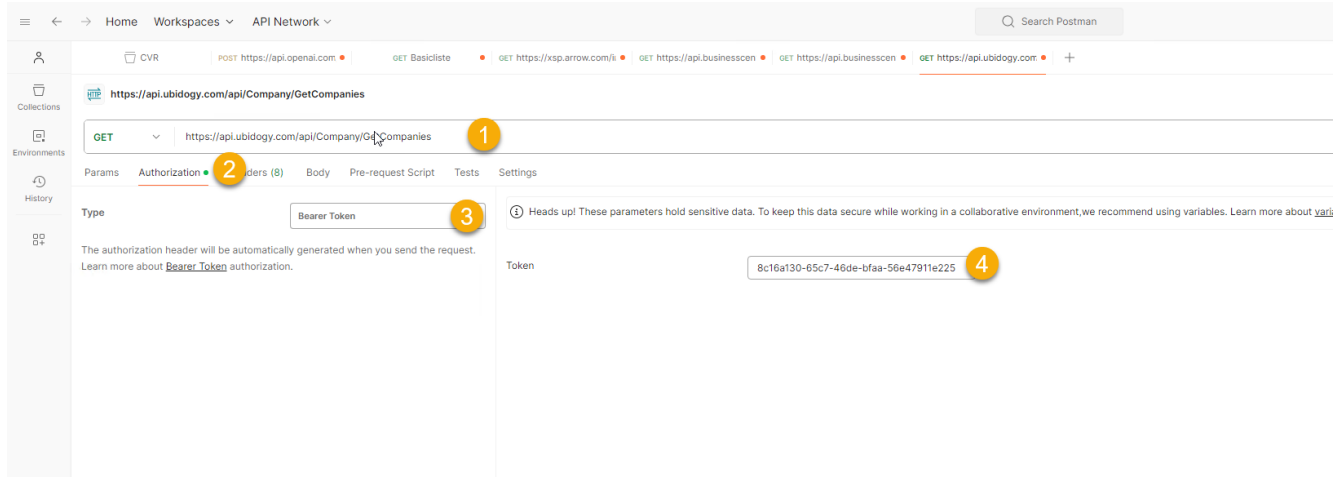 Home Workspaces API Network Search Postman
CVR POST https://api.openai.com GET Basicliste GET https://xsp.arrow.com/i GET https://api.businesscen GET https://api.businesscen GET https://api.ubidogy.com
HTTP https://api.ubidogy.com/api/Company/GetCompanies
Collections
GET https://api.ubidogy.com/api/Company/GetCompanies 1
Environments
Params Authorization 2 ders (8) Body Pre-request Script Tests Settings
History
Type Bearer Token 3 Heads up! These parameters hold sensitive data. To keep this data secure while working in a collaborative environment,we recommend using variables. Learn more about varia
The authorization header will be automatically generated when you send the request.
Learn more about Bearer Token authorization.
Token 8c16a130-65c7-46de-bfaa-56e47911e225 4